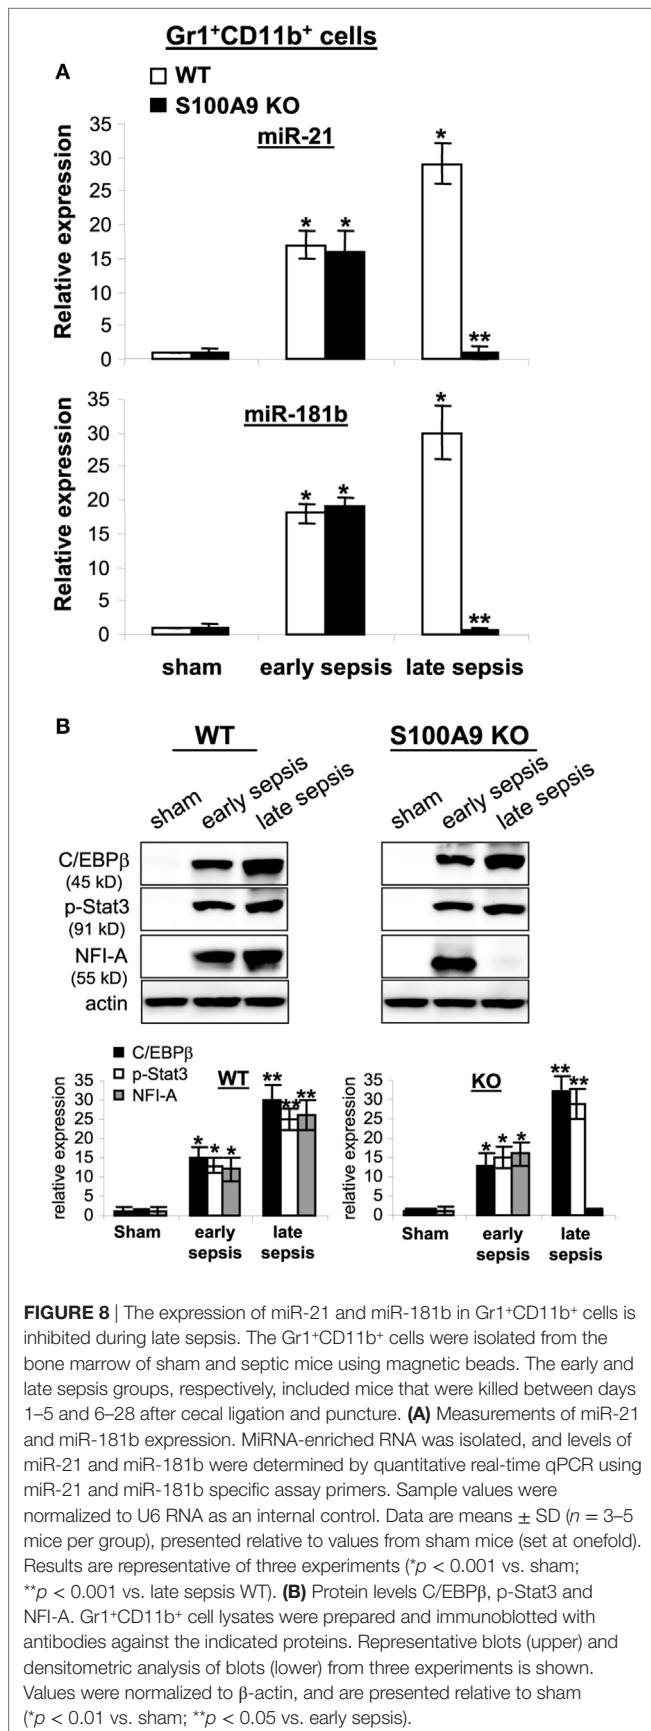 Gr1⁺CD11b⁺ cells
A
WT
S100A9 KO
miR-21
Relative expression
35
30
25
20
15
10
5
0
*
*
*
**
miR-181b
Relative expression
35
30
25
20
15
10
5
0
*
*
*
**
sham early sepsis late sepsis
B
WT S100A9 KO
sham early sepsis late sepsis sham early sepsis late sepsis
C/EBPβ
(45 kD)
p-Stat3
(91 kD)
NFI-A
(55 kD)
actin
C/EBPβ
p-Stat3
NFI-A
WT
relative expression
35
30
25
20
15
10
5
0
* * *
** ** **
Sham early sepsis late sepsis
KO
relative expression
35
30
25
20
15
10
5
0
* * *
** **
Sham early sepsis late sepsis
FIGURE 8 | The expression of miR-21 and miR-181b in Gr1⁺CD11b⁺ cells is
inhibited during late sepsis. The Gr1⁺CD11b⁺ cells were isolated from the
bone marrow of sham and septic mice using magnetic beads. The early and
late sepsis groups, respectively, included mice that were killed between days
1–5 and 6–28 after cecal ligation and puncture. (A) Measurements of miR-21
and miR-181b expression. MiRNA-enriched RNA was isolated, and levels of
miR-21 and miR-181b were determined by quantitative real-time qPCR using
miR-21 and miR-181b specific assay primers. Sample values were
normalized to U6 RNA as an internal control. Data are means ± SD (n = 3–5
mice per group), presented relative to values from sham mice (set at onefold).
Results are representative of three experiments (*p < 0.001 vs. sham;
**p < 0.001 vs. late sepsis WT). (B) Protein levels C/EBPβ, p-Stat3 and
NFI-A. Gr1⁺CD11b⁺ cell lysates were prepared and immunoblotted with
antibodies against the indicated proteins. Representative blots (upper) and
densitometric analysis of blots (lower) from three experiments is shown.
Values were normalized to β-actin, and are presented relative to sham
(*p < 0.01 vs. sham; **p < 0.05 vs. early sepsis).